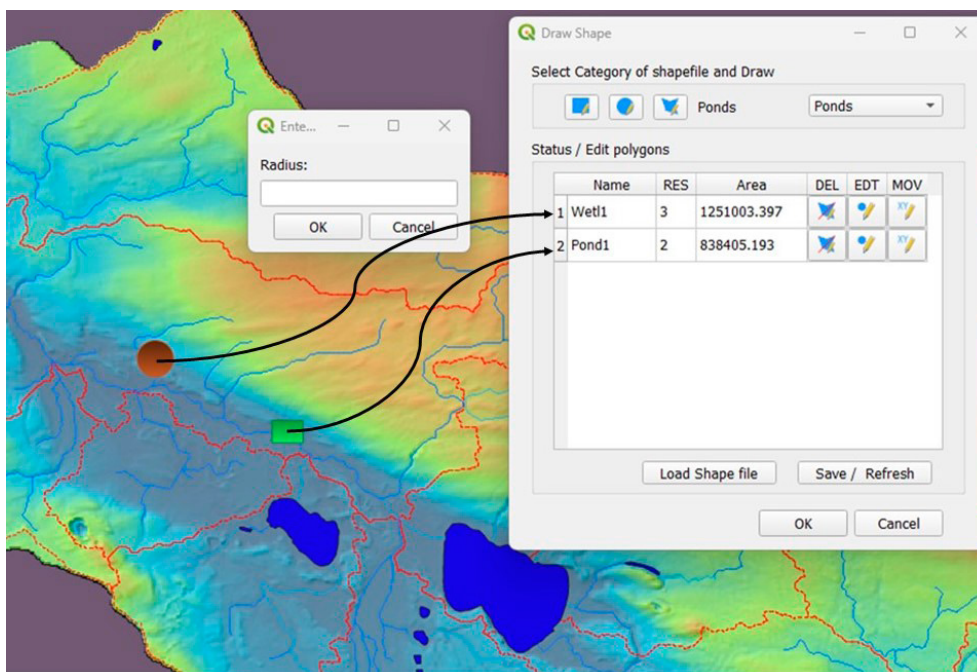 Draw Shape
Select Category of shapefile and Draw
Ponds
Ponds
Ente...
Radius:
OK
Cancel
Status / Edit polygons
Name RES Area DEL EDT MOV
1 Wetl1 3 1251003.397 XY
2 Pond1 2 838405.193 XY
Load Shape file
Save / Refresh
OK
Cancel